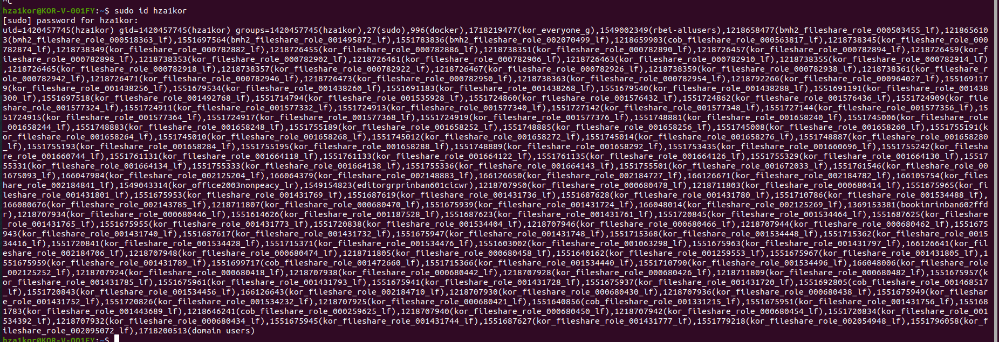 ^C
hza1kor@KOR-V-001FY:~$ sudo id hza1kor
[sudo] password for hza1kor:
uid=1420457745(hza1kor) gid=1420457745(hza1kor) groups=1420457745(hza1kor),27(sudo),996(docker),1718219477(kor_everyone_g),1549002349(rbei-allusers),1218658477(bmh2_fileshare_role_000503455_lf),121865610
3(bmh2_fileshare_role_000518363_lf),1551697564(bmh2_fileshare_role_001495872_lf),1551783836(bmh2_fileshare_role_002070499_lf),1218659903(cob_fileshare_role_000563817_lf),1218738345(kor_fileshare_role_000
782874_lf),1218738349(kor_fileshare_role_000782882_lf),1218726455(kor_fileshare_role_000782886_lf),1218738351(kor_fileshare_role_000782890_lf),1218726457(kor_fileshare_role_000782894_lf),1218726459(kor_f
ileshare_role_000782898_lf),1218738353(kor_fileshare_role_000782902_lf),1218726461(kor_fileshare_role_000782906_lf),1218726463(kor_fileshare_role_000782910_lf),1218738355(kor_fileshare_role_000782914_lf)
,1218726465(kor_fileshare_role_000782918_lf),1218738357(kor_fileshare_role_000782922_lf),1218726467(kor_fileshare_role_000782926_lf),1218738359(kor_fileshare_role_000782938_lf),1218738361(kor_fileshare_r
ole_000782942_lf),1218726471(kor_fileshare_role_000782946_lf),1218726473(kor_fileshare_role_000782950_lf),1218738363(kor_fileshare_role_000782954_lf),1218792266(kor_fileshare_role_000964027_lf),155169117
9(kor_fileshare_role_001438256_lf),1551679534(kor_fileshare_role_001438260_lf),1551691183(kor_fileshare_role_001438268_lf),1551679540(kor_fileshare_role_001438288_lf),1551691191(kor_fileshare_role_001438
300_lf),1551697518(kor_fileshare_role_001492768_lf),1551714794(kor_fileshare_role_001535928_lf),1551724860(kor_fileshare_role_001576432_lf),1551724862(kor_fileshare_role_001576436_lf),1551724909(kor_file
share_role_001577324_lf),1551724911(kor_fileshare_role_001577332_lf),1551724913(kor_fileshare_role_001577340_lf),1551727142(kor_fileshare_role_001577348_lf),1551727144(kor_fileshare_role_001577356_lf),15
51724915(kor_fileshare_role_001577364_lf),1551724917(kor_fileshare_role_001577368_lf),1551724919(kor_fileshare_role_001577376_lf),1551748881(kor_fileshare_role_001658240_lf),1551745006(kor_fileshare_role
_001658244_lf),1551748883(kor_fileshare_role_001658248_lf),1551755189(kor_fileshare_role_001658252_lf),1551748885(kor_fileshare_role_001658256_lf),1551745008(kor_fileshare_role_001658260_lf),1551755191(k
or_fileshare_role_001658264_lf),1551745010(kor_fileshare_role_001658268_lf),1551745012(kor_fileshare_role_001658272_lf),1551745014(kor_fileshare_role_001658276_lf),1551748887(kor_fileshare_role_001658280
_lf),1551755193(kor_fileshare_role_001658284_lf),1551755195(kor_fileshare_role_001658288_lf),1551748889(kor_fileshare_role_001658292_lf),1551753435(kor_fileshare_role_001660696_lf),1551755242(kor_filesha
re_role_001660744_lf),1551761131(kor_fileshare_role_001664118_lf),1551761133(kor_fileshare_role_001664122_lf),1551761135(kor_fileshare_role_001664126_lf),1551755329(kor_fileshare_role_001664130_lf),15517
55331(kor_fileshare_role_001664134_lf),1551755333(kor_fileshare_role_001664138_lf),1551755336(kor_fileshare_role_001664143_lf),1551755501(kor_fileshare_role_001672033_lf),1551761546(kor_fileshare_role_00
1675093_lf),166047984(kor_fileshare_role_002125204_lf),166064379(kor_fileshare_role_002148883_lf),166126650(kor_fileshare_role_002184727_lf),166126671(kor_fileshare_role_002184782_lf),166105754(kor_files
hare_role_002184841_lf),1549043314(kor_office2003nonpeacy_lr),1549154823(editorgrprinban601cicwr),1218707950(kor_fileshare_role_000680478_lf),1218711803(kor_fileshare_role_000680414_lf),1551675965(kor_fi
leshare_role_001431801_lf),1551675953(kor_fileshare_role_001431769_lf),1551687619(kor_fileshare_role_001431736_lf),1551687628(kor_fileshare_role_001431780_lf),1551710786(kor_fileshare_role_001534488_lf),
166080676(kor_fileshare_role_002143785_lf),1218711807(kor_fileshare_role_000680470_lf),1551675939(kor_fileshare_role_001431724_lf),166048014(kor_fileshare_role_002125269_lf),1369153381(bookinrinban602ffd
r),1218707934(kor_fileshare_role_000680446_lf),1551614626(kor_fileshare_role_001187528_lf),1551687623(kor_fileshare_role_001431761_lf),1551720845(kor_fileshare_role_001534464_lf),1551687625(kor_fileshare
_role_001431765_lf),1551675955(kor_fileshare_role_001431773_lf),1551720838(kor_fileshare_role_001534404_lf),1218707946(kor_fileshare_role_000680466_lf),1218707944(kor_fileshare_role_000680462_lf),1551675
943(kor_fileshare_role_001431740_lf),1551687617(kor_fileshare_role_001431732_lf),1551675947(kor_fileshare_role_001431748_lf),1551715368(kor_fileshare_role_001534448_lf),1551715362(kor_fileshare_role_0015
34416_lf),1551720841(kor_fileshare_role_001534428_lf),1551715371(kor_fileshare_role_001534476_lf),1551603002(kor_fileshare_role_001063298_lf),1551675963(kor_fileshare_role_001431797_lf),166126641(kor_fil
eshare_role_002184706_lf),1218707948(kor_fileshare_role_000680474_lf),1218711805(kor_fileshare_role_000680458_lf),1551640162(kor_fileshare_role_001259553_lf),1551675967(kor_fileshare_role_001431805_lf),1
551675959(kor_fileshare_role_001431789_lf),1551699717(cob_fileshare_role_001472660_lf),1551715366(kor_fileshare_role_001534440_lf),1551710790(kor_fileshare_role_001534496_lf),166048006(kor_fileshare_role
_002125252_lf),1218707924(kor_fileshare_role_000680418_lf),1218707938(kor_fileshare_role_000680442_lf),1218707928(kor_fileshare_role_000680426_lf),1218711809(kor_fileshare_role_000680482_lf),1551675957(k
or_fileshare_role_001431785_lf),1551675961(kor_fileshare_role_001431793_lf),1551675941(kor_fileshare_role_001431728_lf),1551675937(kor_fileshare_role_001431720_lf),1551692805(cob_fileshare_role_001468517
_lf),1551720843(kor_fileshare_role_001534456_lf),166126643(kor_fileshare_role_002184710_lf),1218707930(kor_fileshare_role_000680430_lf),1218707936(kor_fileshare_role_000680438_lf),1551675949(kor_fileshar
e_role_001431752_lf),1551720826(kor_fileshare_role_001534232_lf),1218707925(kor_fileshare_role_000680421_lf),1551640856(cob_fileshare_role_001331215_lf),1551675951(kor_fileshare_role_001431756_lf),155168
1783(kor_fileshare_role_001443689_lf),1218646241(cob_fileshare_role_000259625_lf),1218707940(kor_fileshare_role_000680450_lf),1218707942(kor_fileshare_role_000680454_lf),1551720834(kor_fileshare_role_001
534392_lf),1218707932(kor_fileshare_role_000680434_lf),1551675945(kor_fileshare_role_001431744_lf),1551687627(kor_fileshare_role_001431777_lf),1551779218(kor_fileshare_role_002054948_lf),1551796058(kor_f
ileshare_role_002095072_lf),1718200513(domain users)
hza1kor@KOR-V-001FY:~$